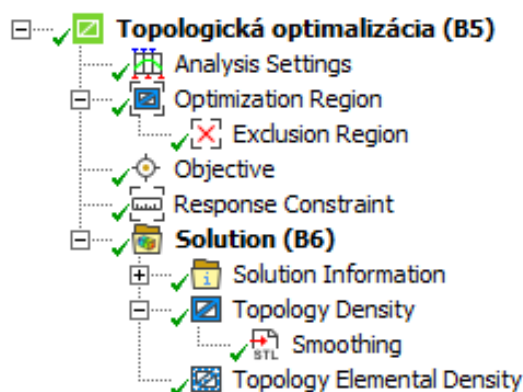 Topologická optimalizácia (B5)
Analysis Settings
Optimization Region
Exclusion Region
Objective
Response Constraint
Solution (B6)
Solution Information
Topology Density
STL Smoothing
Topology Elemental Density